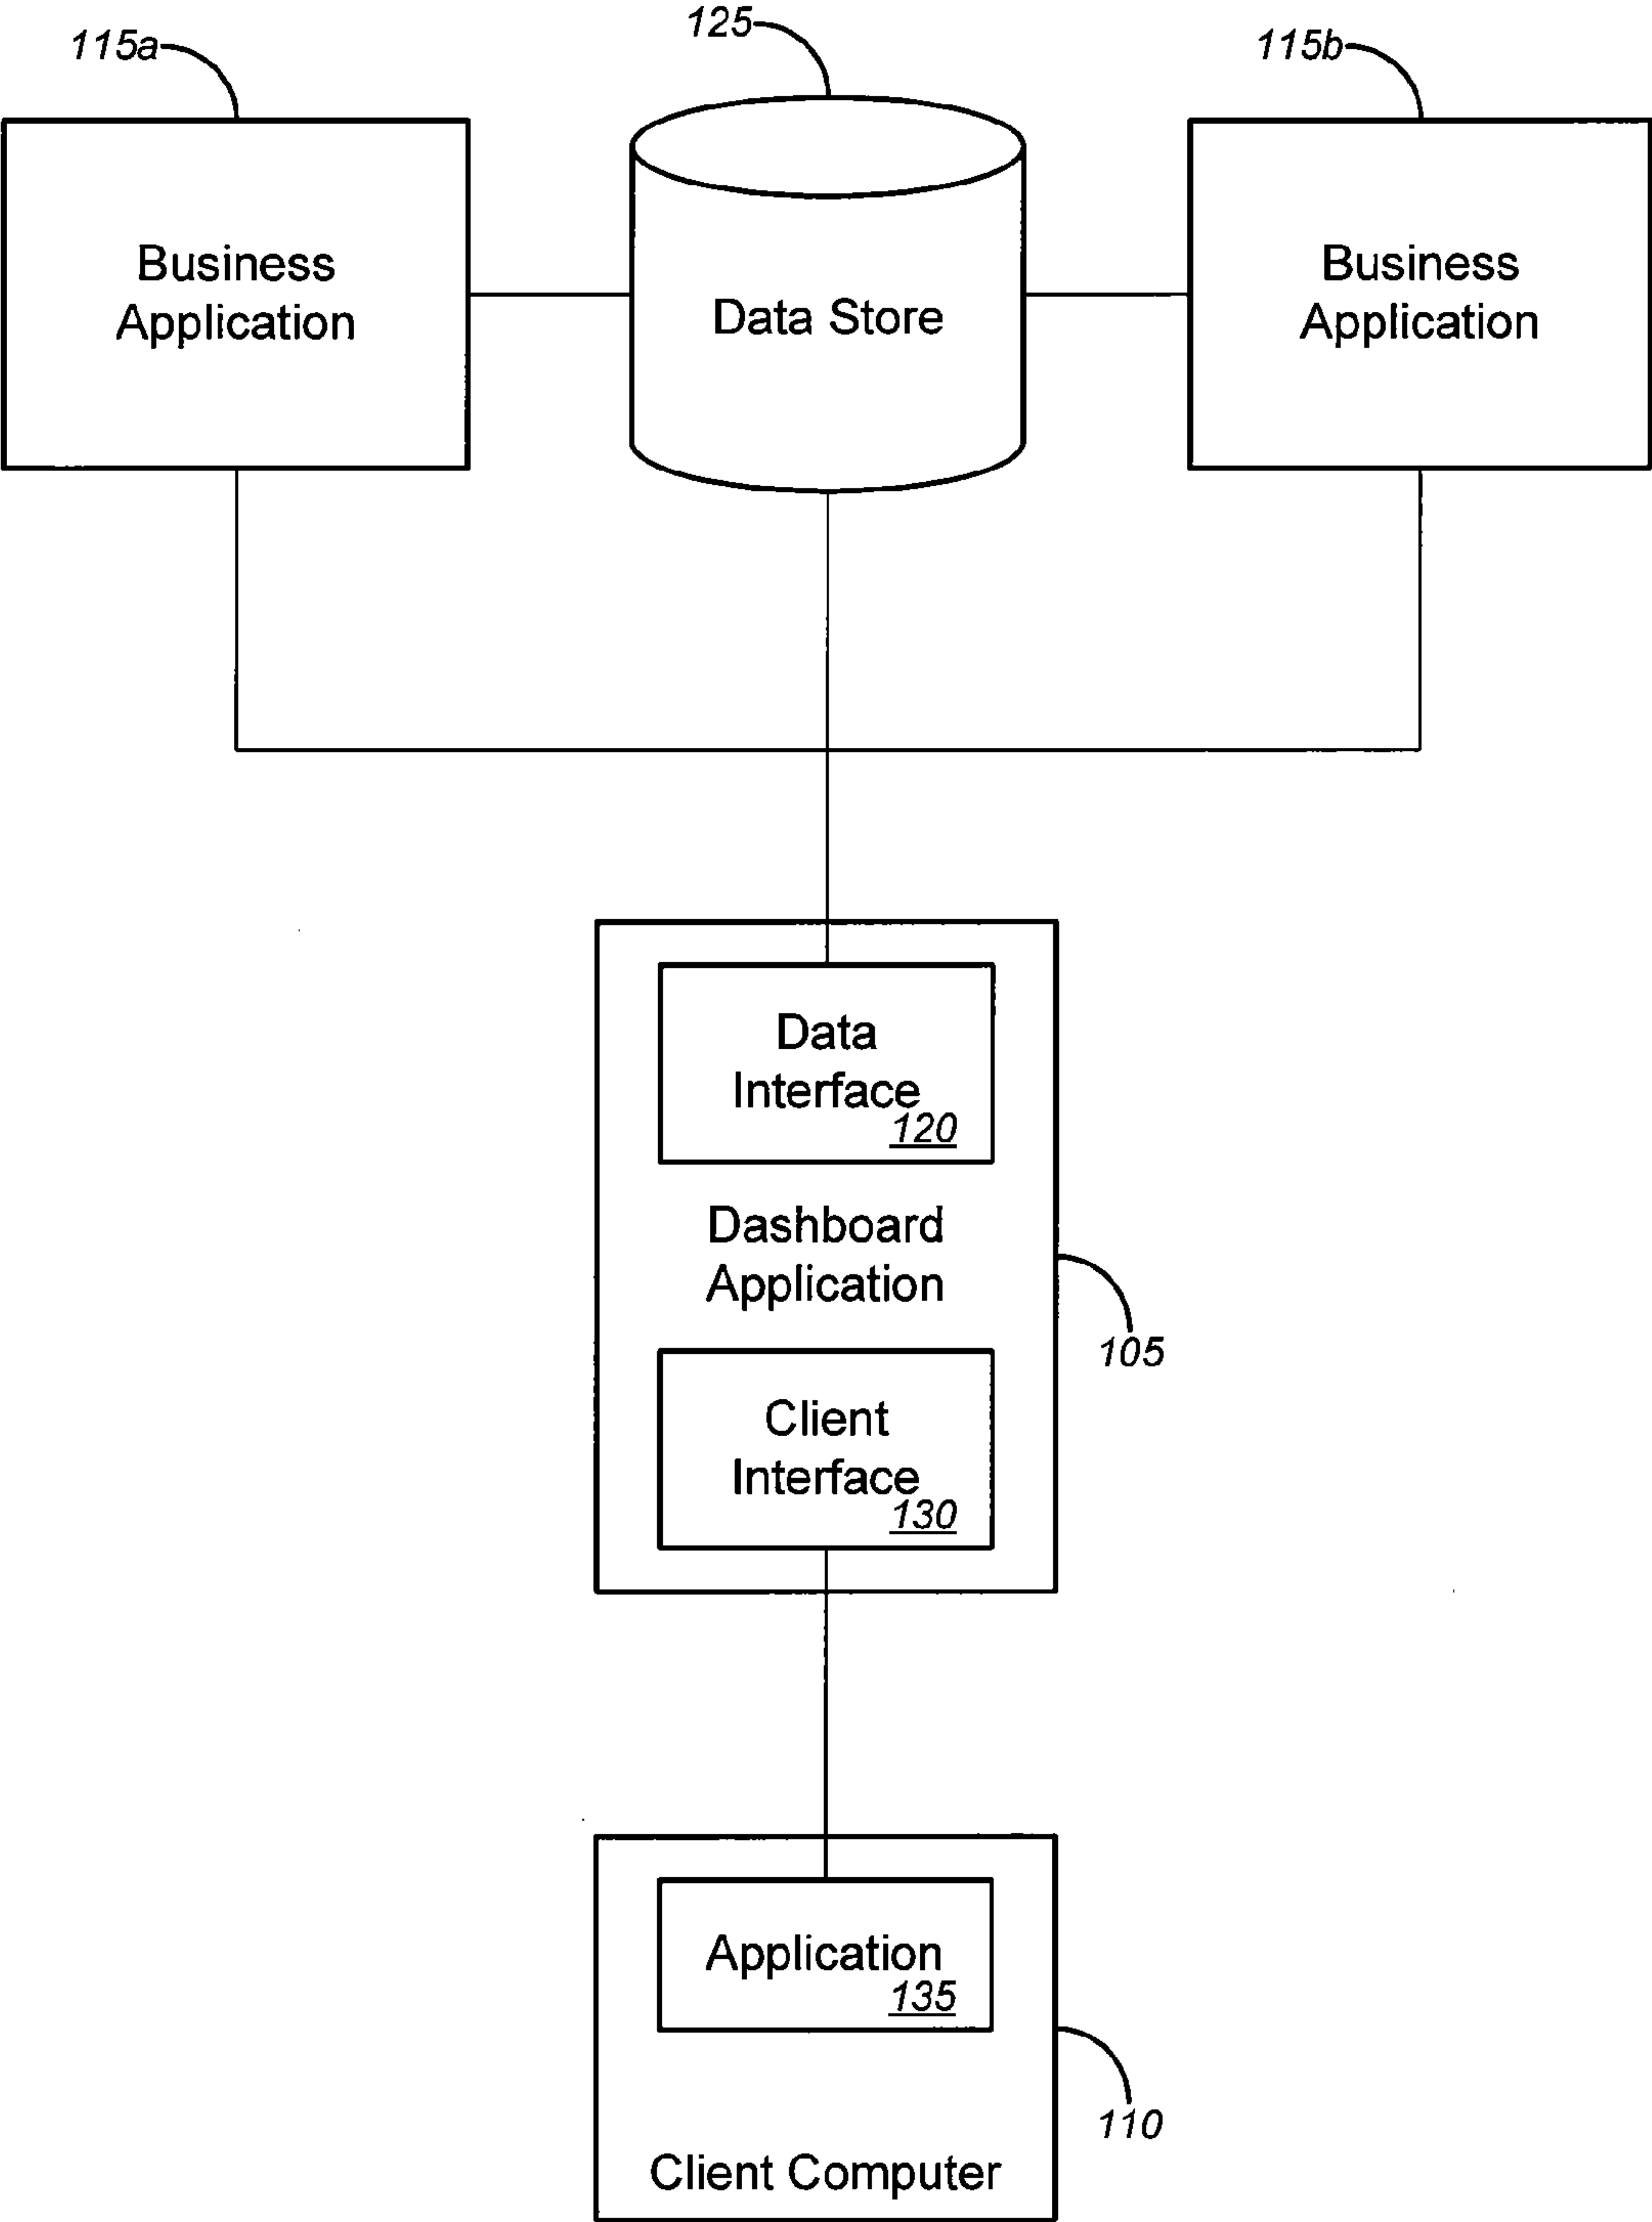 115a
125
115b
Business
Application
Data Store
Business
Application
Data
Interface
120
Dashboard
Application
105
Client
Interface
130
Application
135
110
Client Computer